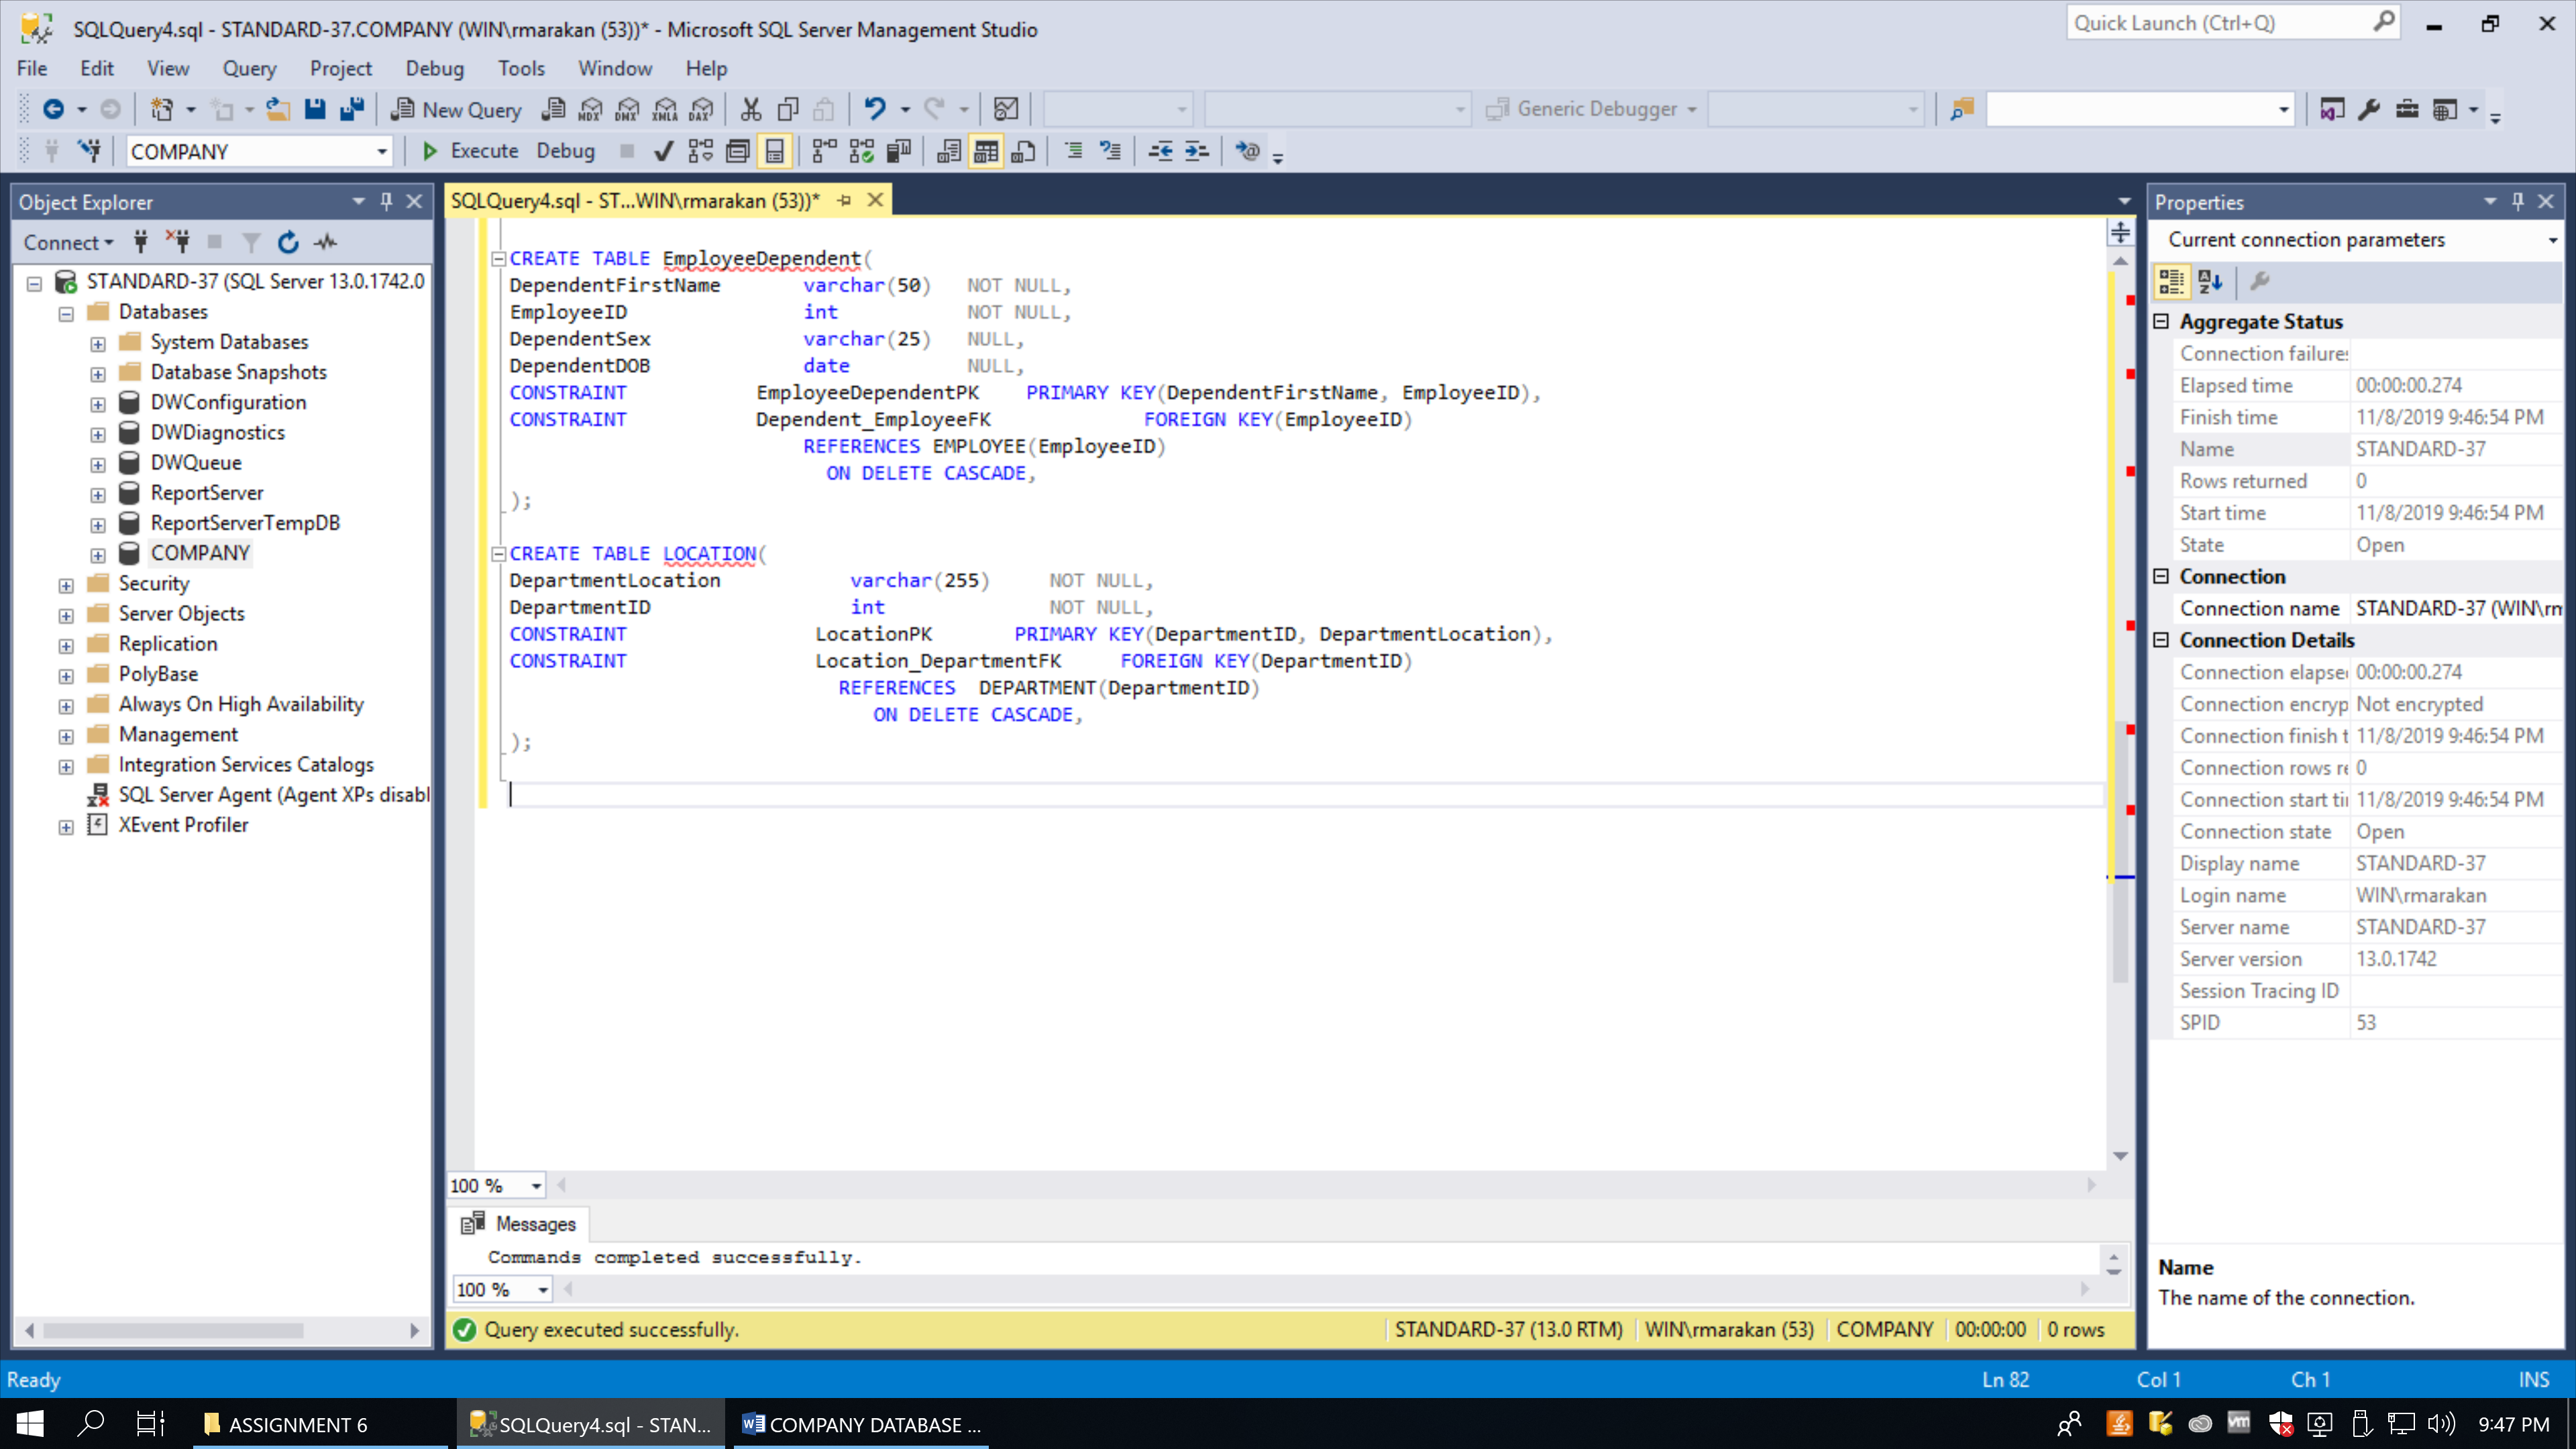 SQLQuery4.sql - STANDARD-37.COMPANY (WIN\rmarakan (53))* - Microsoft SQL Server Management Studio
Quick Launch (Ctrl+Q)
File Edit View Query Project Debug Tools Window Help
New Query MDX DMX XMLA DAX Generic Debugger
COMPANY Execute Debug
Object Explorer
Connect
STANDARD-37 (SQL Server 13.0.1742.0
Databases
System Databases
Database Snapshots
DWConfiguration
DWDiagnostics
DWQueue
ReportServer
ReportServerTempDB
COMPANY
Security
Server Objects
Replication
PolyBase
Always On High Availability
Management
Integration Services Catalogs
SQL Server Agent (Agent XPs disabl
XEvent Profiler
SQLQuery4.sql - ST...WIN\rmarakan (53))*
CREATE TABLE EmployeeDependent(
DependentFirstName varchar(50) NOT NULL,
EmployeeID int NOT NULL,
DependentSex varchar(25) NULL,
DependentDOB date NULL,
CONSTRAINT EmployeeDependentPK PRIMARY KEY(DependentFirstName, EmployeeID),
CONSTRAINT Dependent_EmployeeFK FOREIGN KEY(EmployeeID)
REFERENCES EMPLOYEE(EmployeeID)
ON DELETE CASCADE,
);
CREATE TABLE LOCATION(
DepartmentLocation varchar(255) NOT NULL,
DepartmentID int NOT NULL,
CONSTRAINT LocationPK PRIMARY KEY(DepartmentID, DepartmentLocation),
CONSTRAINT Location_DepartmentFK FOREIGN KEY(DepartmentID)
REFERENCES DEPARTMENT(DepartmentID)
ON DELETE CASCADE,
);
100 %
Messages
Commands completed successfully.
100 %
Query executed successfully. STANDARD-37 (13.0 RTM) WIN\rmarakan (53) COMPANY 00:00:00 0 rows
Properties
Current connection parameters
Aggregate Status
Connection failure:
Elapsed time 00:00:00.274
Finish time 11/8/2019 9:46:54 PM
Name STANDARD-37
Rows returned 0
Start time 11/8/2019 9:46:54 PM
State Open
Connection
Connection name STANDARD-37 (WIN\rm
Connection Details
Connection elapse 00:00:00.274
Connection encryp Not encrypted
Connection finish t 11/8/2019 9:46:54 PM
Connection rows re 0
Connection start ti 11/8/2019 9:46:54 PM
Connection state Open
Display name STANDARD-37
Login name WIN\rmarakan
Server name STANDARD-37
Server version 13.0.1742
Session Tracing ID
SPID 53
Name
The name of the connection.
Ready Ln 82 Col 1 Ch 1 INS
ASSIGNMENT 6 SQLQuery4.sql - STAN... COMPANY DATABASE ... 9:47 PM